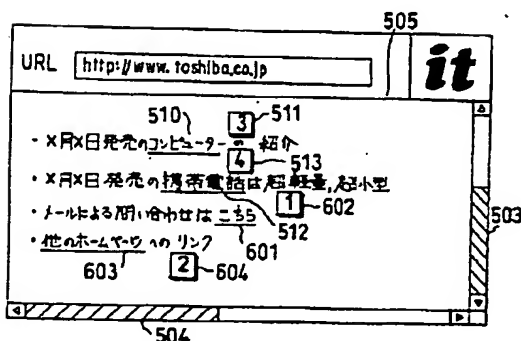 505
URL http://www.toshiba.co.jp it
510 3 511
・×月×日発売のコンピューターの紹介
4 513
・×月×日発売の携帯電話は超軽量,超小型
1 602 503
512
・メールによる問い合わせは こちら
601
・他のホームページへのリンク
603 2 604
504